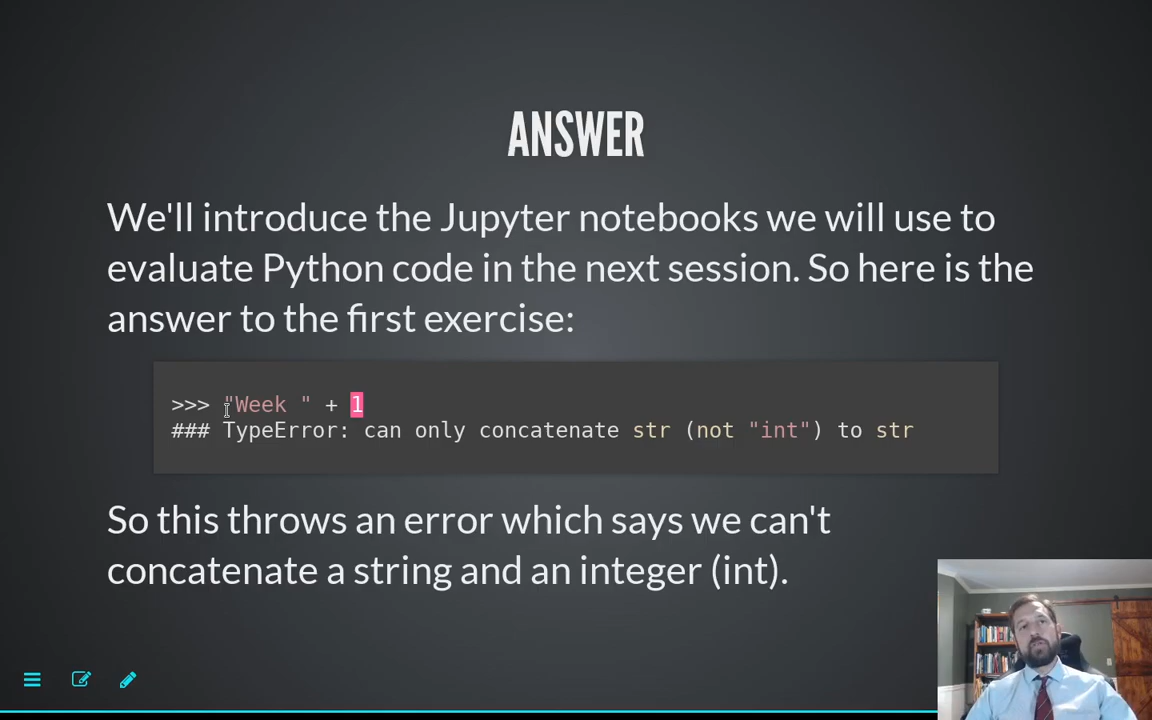 ANSWER
We'll introduce the Jupyter notebooks we will use to
evaluate Python code in the next session. So here is the
answer to the first exercise:
>>> "Week " + 1
### TypeError: can only concatenate str (not "int") to str
So this throws an error which says we can't
concatenate a string and an integer (int).